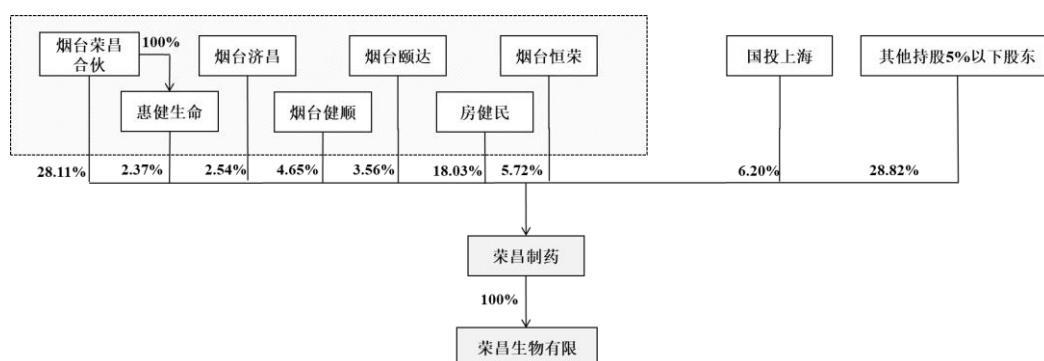 烟台荣昌
合伙
100%
烟台济昌
烟台颐达
烟台恒荣
国投上海
其他持股5%以下股东
惠健生命
烟台健顺
房健民
28.11%
2.37%
2.54%
4.65%
3.56%
18.03%
5.72%
6.20%
28.82%
荣昌制药
100%
荣昌生物有限